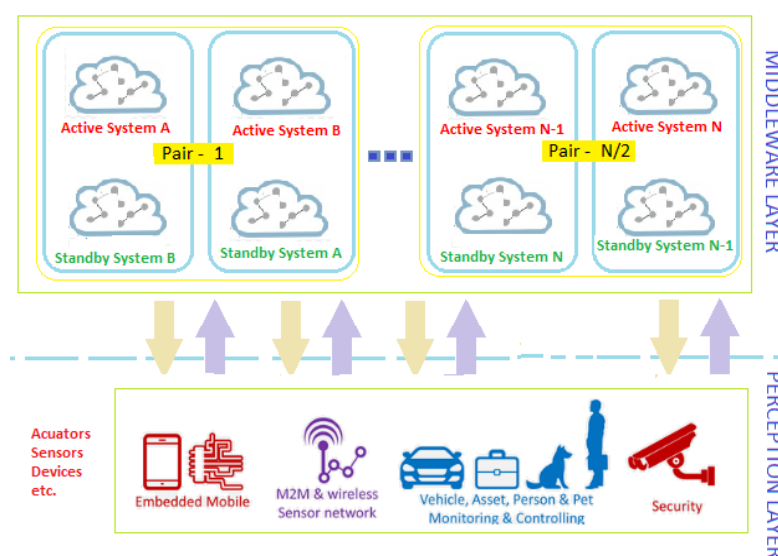 Active System A
Active System B
Active System N-1
Active System N
Pair - 1
Pair - N/2
Standby System B
Standby System A
Standby System N
Standby System N-1
MIDDLEWARE LAYER
Acuators
Sensors
Devices
etc.
Embedded Mobile
M2M & wireless
Sensor network
Vehicle, Asset, Person & Pet
Monitoring & Controlling
Security
PERCEPTION LAYER